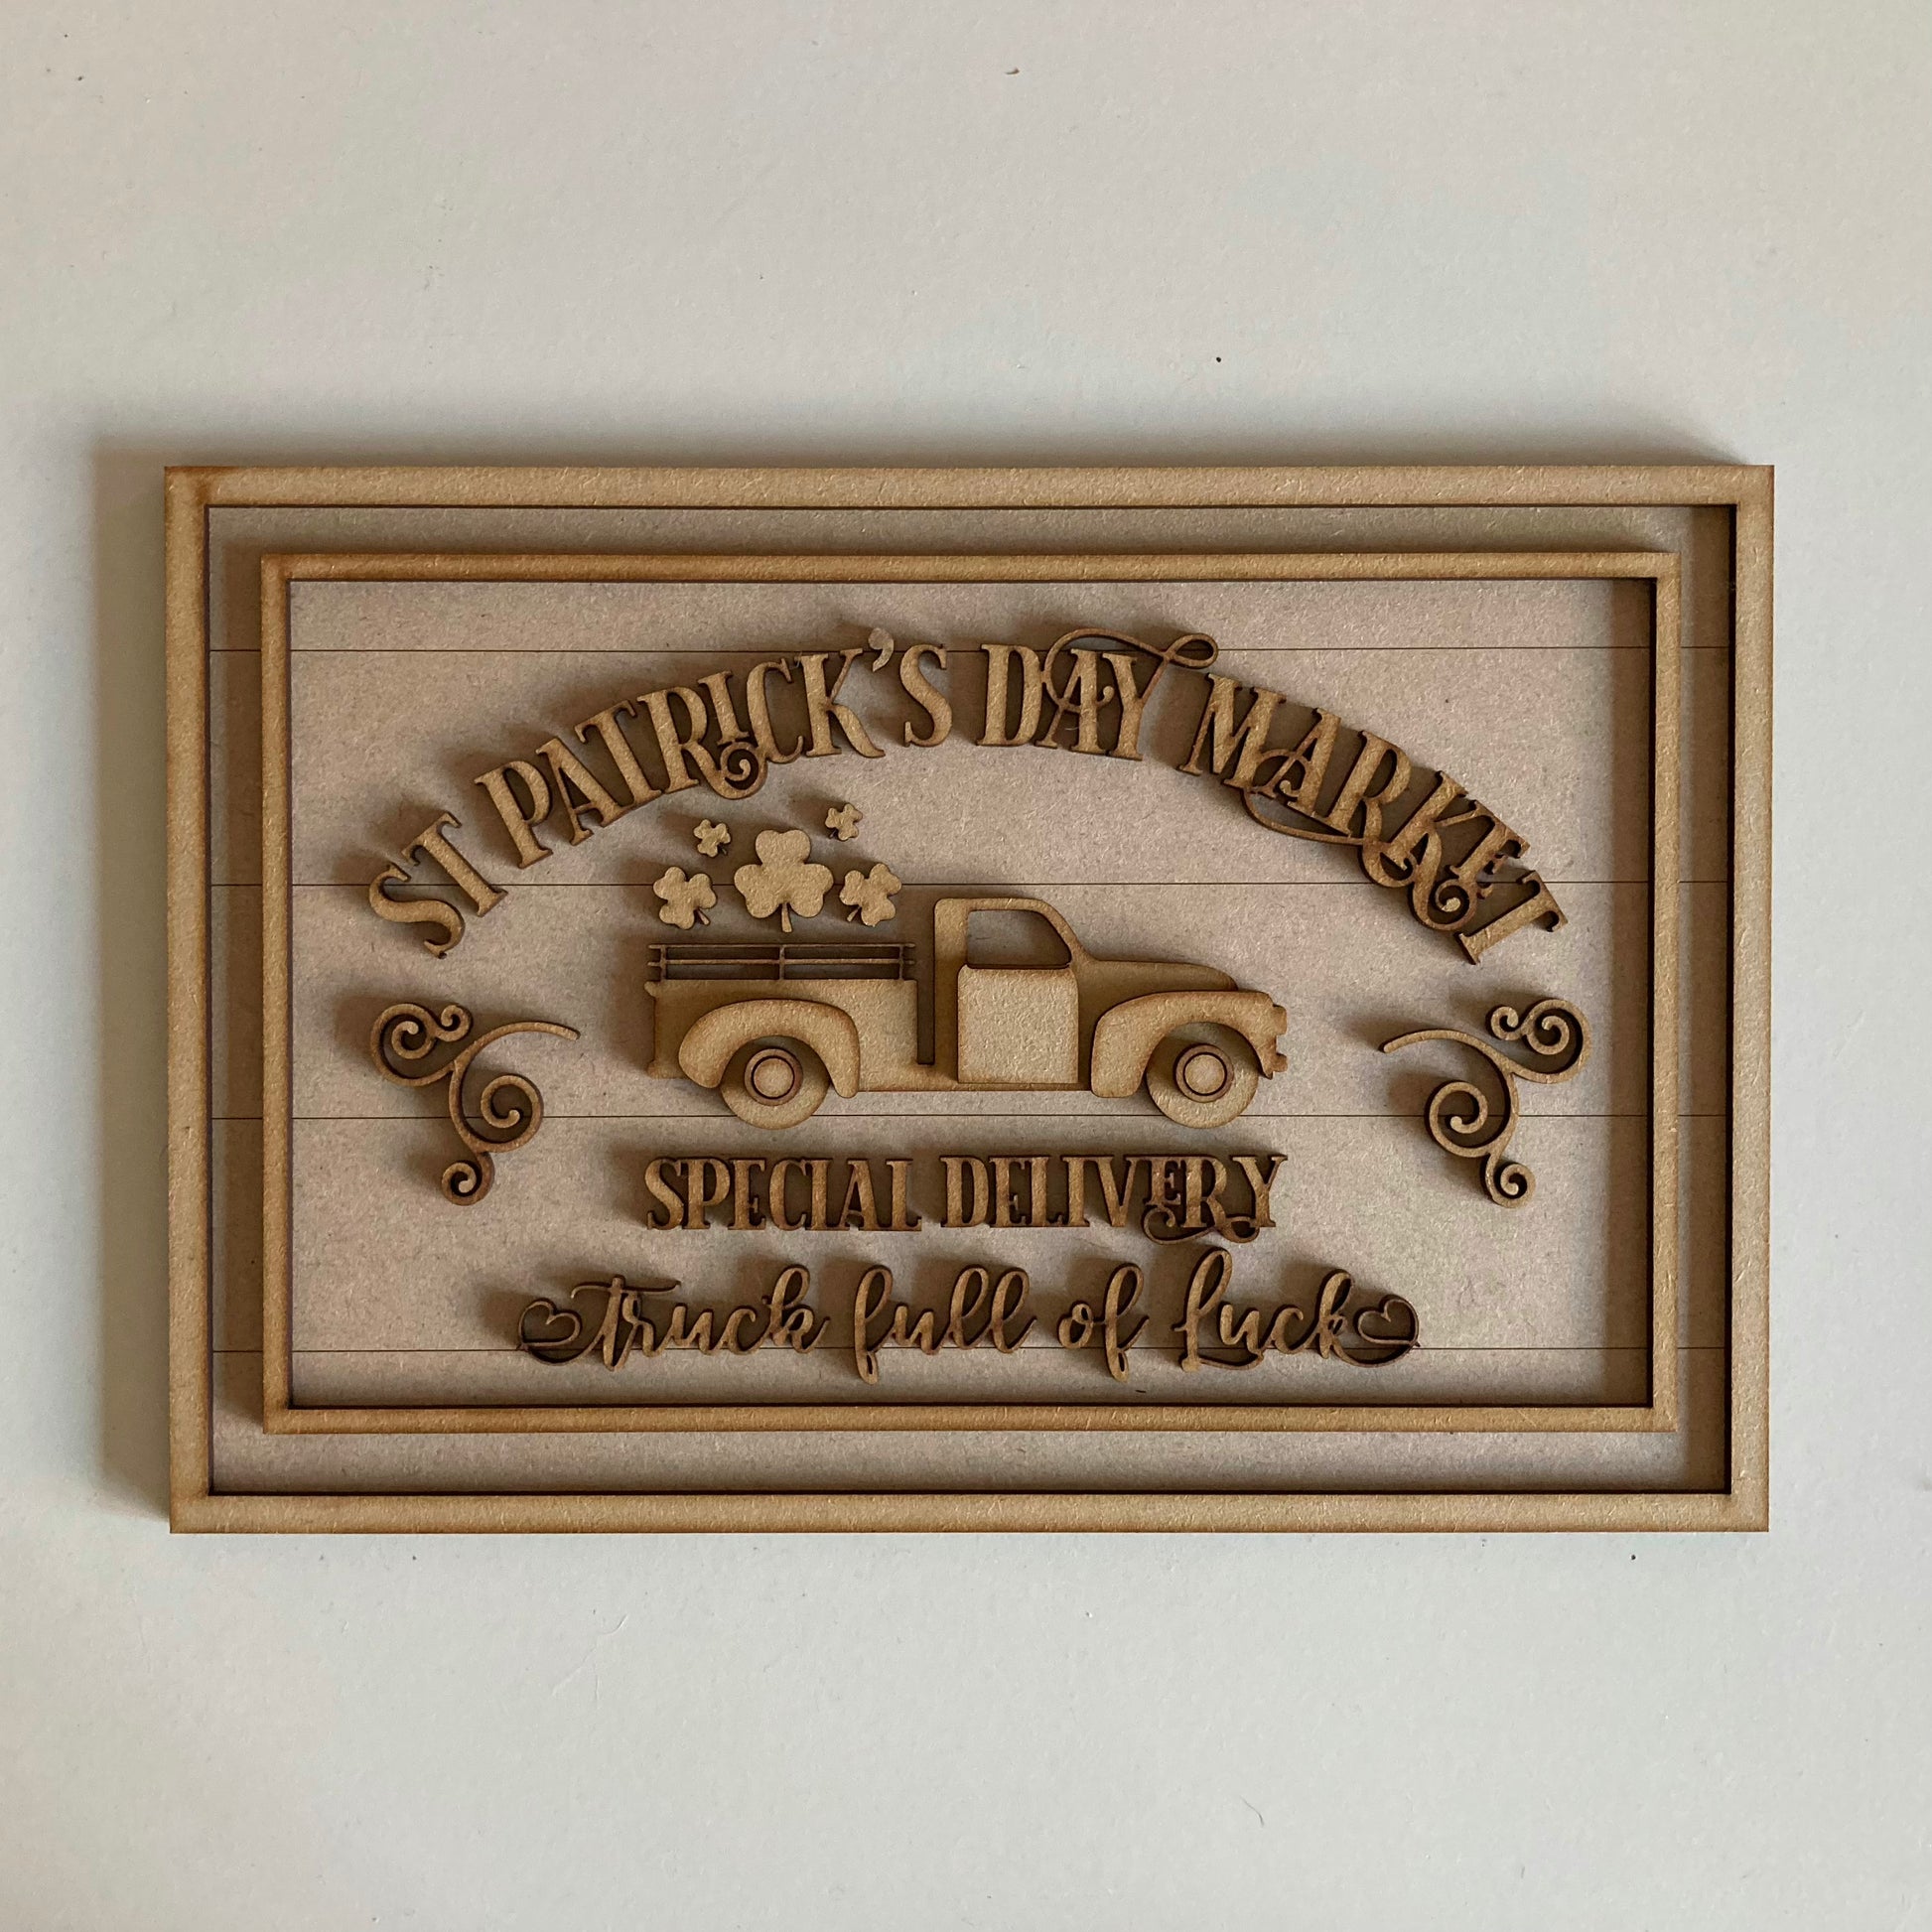 ST PATRICK'S DAY MARKET
SPECIAL DELIVERY
truck full of Luck